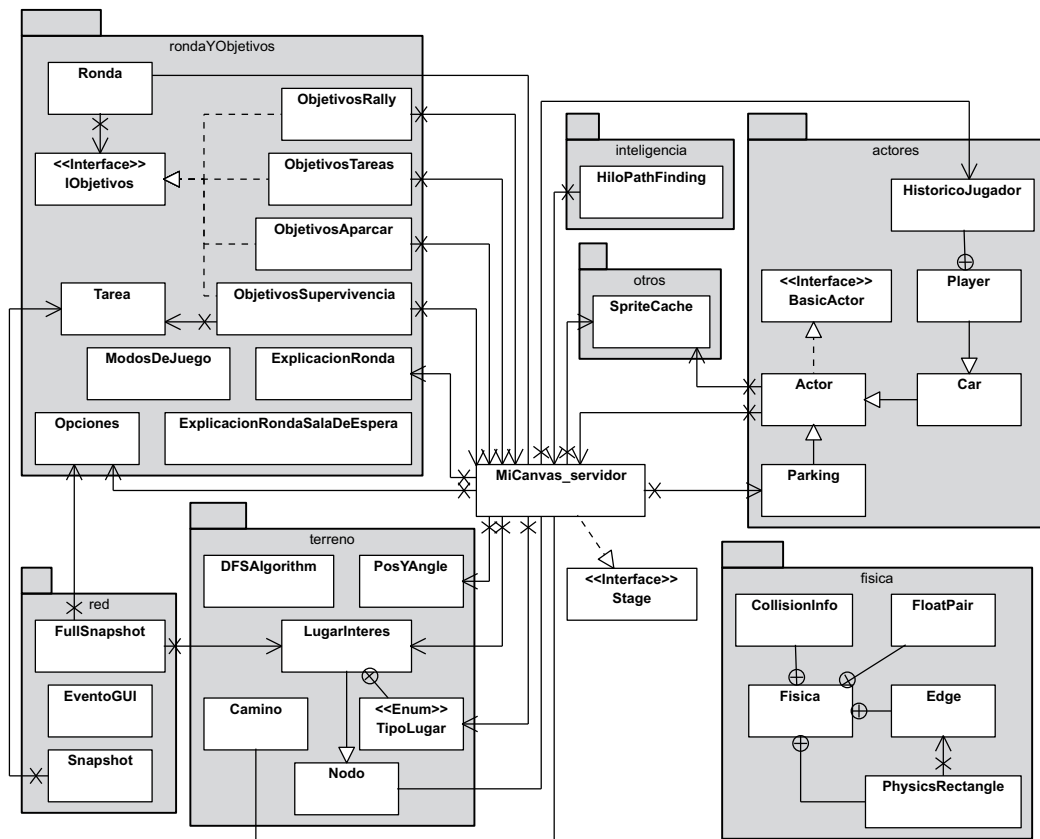 rondaYObjetivos
Ronda
ObjetivosRally
<<Interface>>
IObjetivos
ObjetivosTareas
ObjetivosAparcar
Tarea
ObjetivosSupervivencia
ModosDeJuego
ExplicacionRonda
Opciones
ExplicacionRondaSalaDeEspera
inteligencia
HiloPathFinding
otros
SpriteCache
actores
HistoricoJugador
<<Interface>>
BasicActor
Player
Actor
Car
Parking
MiCanvas_servidor
<<Interface>>
Stage
terreno
DFSAlgorithm
PosYAngle
LugarInteres
Camino
<<Enum>>
TipoLugar
Nodo
red
FullSnapshot
EventoGUI
Snapshot
fisica
CollisionInfo
FloatPair
Fisica
Edge
PhysicsRectangle